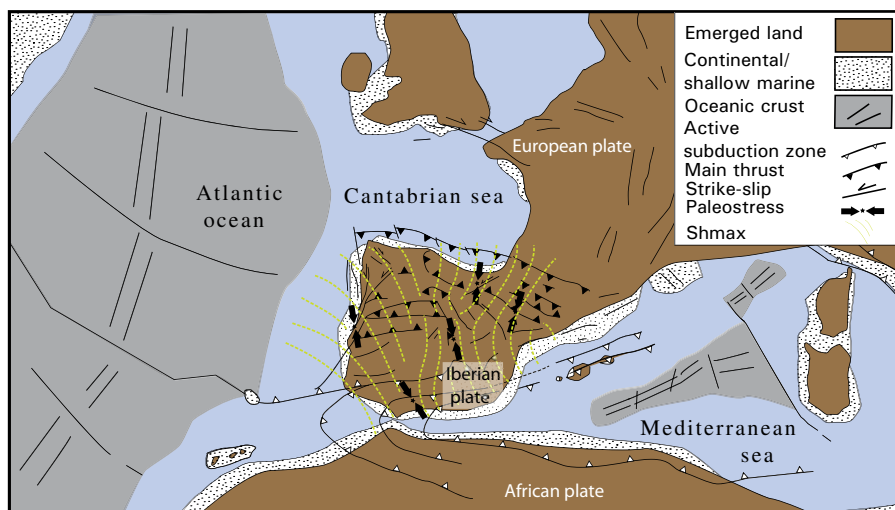 Emerged land
Continental/
shallow marine
Oceanic crust
Active
subduction zone
Main thrust
Strike-slip
Paleostress
Shmax
European plate
Atlantic
ocean
Cantabrian sea
Iberian
plate
Mediterranean
sea
African plate